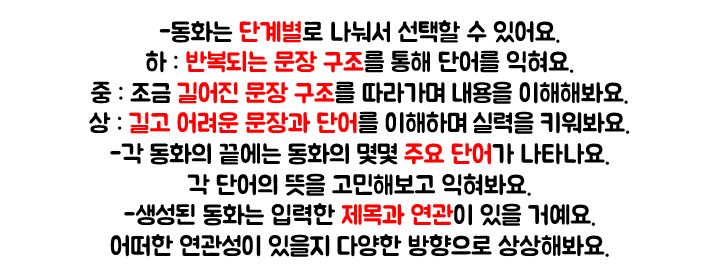 -동화는 단계별로 나눠서 선택할 수 있어요.
하 : 반복되는 문장 구조를 통해 단어를 익혀요.
중 : 조금 길어진 문장 구조를 따라가며 내용을 이해해봐요.
상 : 길고 어려운 문장과 단어를 이해하며 실력을 키워봐요.
-각 동화의 끝에는 동화의 몇몇 주요 단어가 나타나요.
각 단어의 뜻을 고민해보고 익혀봐요.
-생성된 동화는 입력한 제목과 연관이 있을 거예요.
어떠한 연관성이 있을지 다양한 방향으로 상상해봐요.